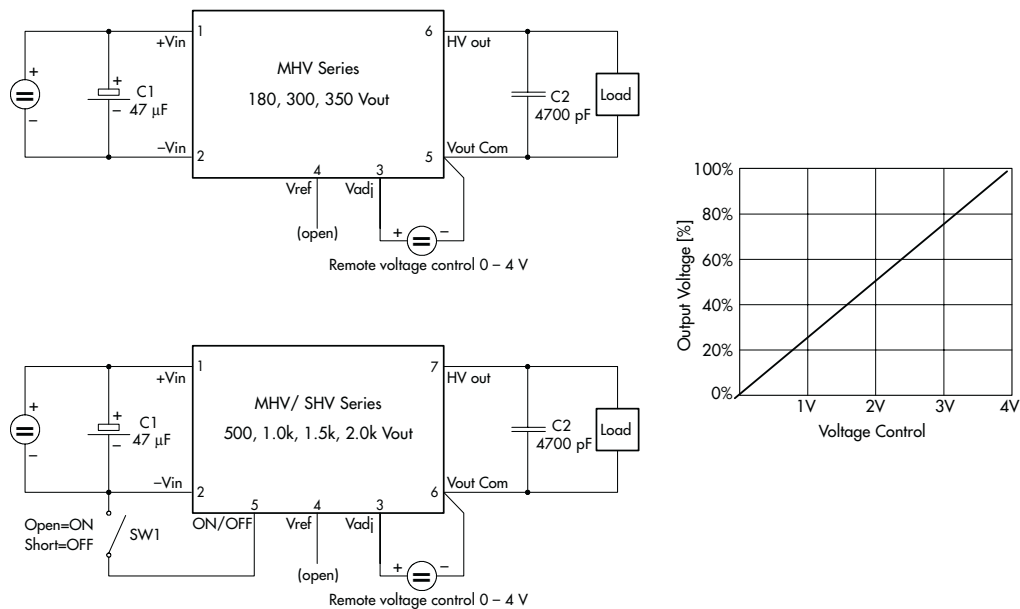 1
+Vin
6
HV out
MHV Series
180, 300, 350 Vout
+
−
+
−
C1
47 µF
C2
4700 pF
Load
−Vin
2
5
Vout Com
4
3
Vref
Vadj
(open)
+
−
Remote voltage control 0 – 4 V
1
+Vin
7
HV out
MHV/ SHV Series
500, 1.0k, 1.5k, 2.0k Vout
+
−
+
−
C1
47 µF
C2
4700 pF
Load
−Vin
2
6
Vout Com
5
4
3
ON/OFF
Vref
Vadj
Open=ON
Short=OFF
SW1
(open)
+
−
Remote voltage control 0 – 4 V
Output Voltage [%]
100%
80%
60%
40%
20%
0%
1V
2V
3V
4V
Voltage Control